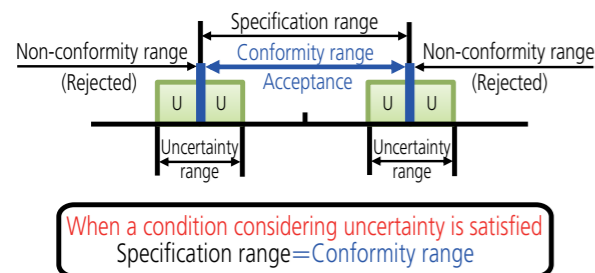 Specification range
Non-conformity range
Conformity range
Non-conformity range
(Rejected)
Acceptance
(Rejected)
U
U
U
U
Uncertainty
range
Uncertainty
range
When a condition considering uncertainty is satisfied
Specification range=Conformity range